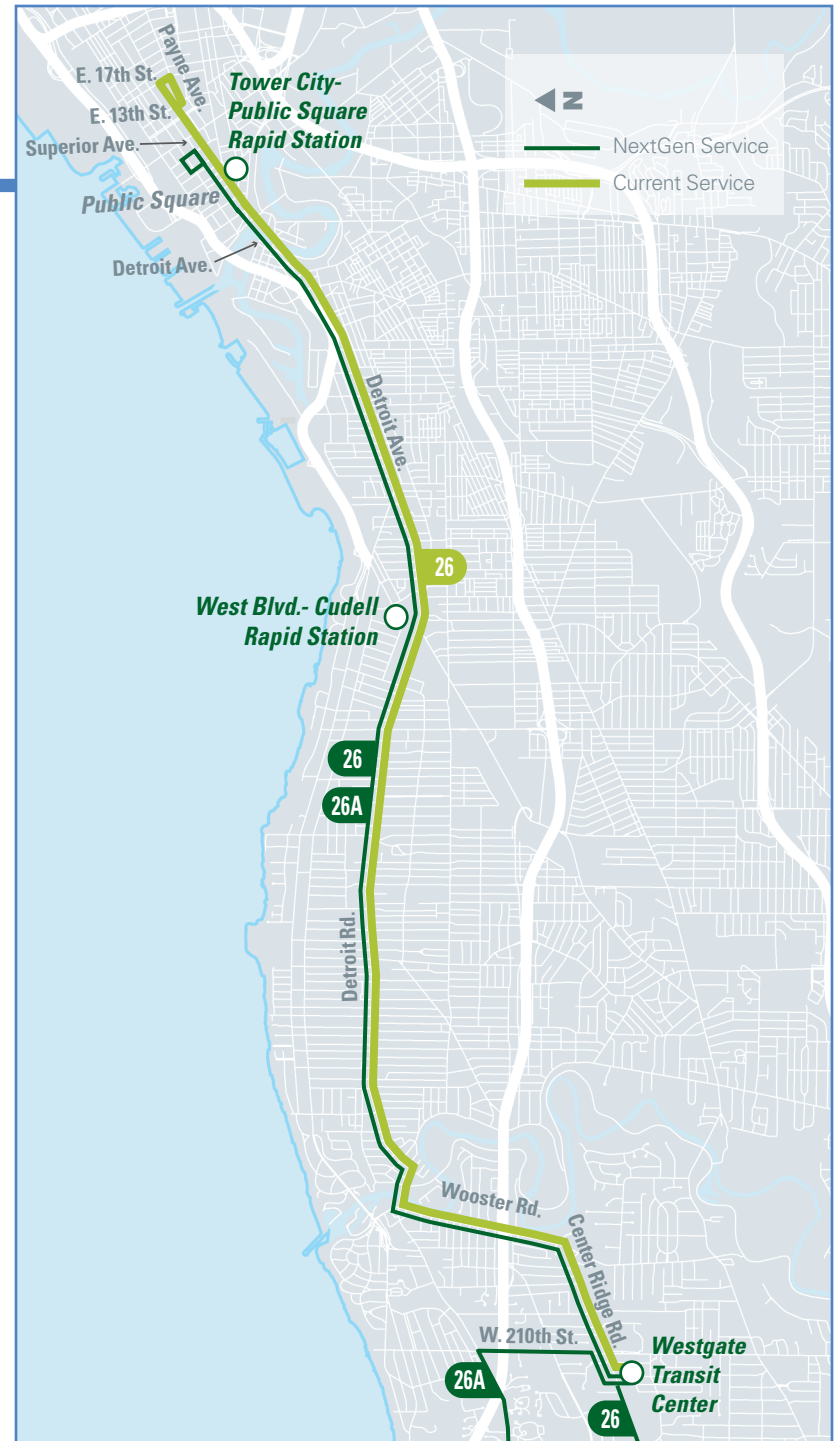 Payne Ave.
E. 17th St.
E. 13th St.
Superior Ave.
Public Square
Detroit Ave.
Tower City-
Public Square
Rapid Station
N
NextGen Service
Current Service
Detroit Ave.
26
West Blvd.- Cudell
Rapid Station
26
26A
Detroit Rd.
Wooster Rd.
Center Ridge Rd.
W. 210th St.
Westgate
Transit
Center
26A
26